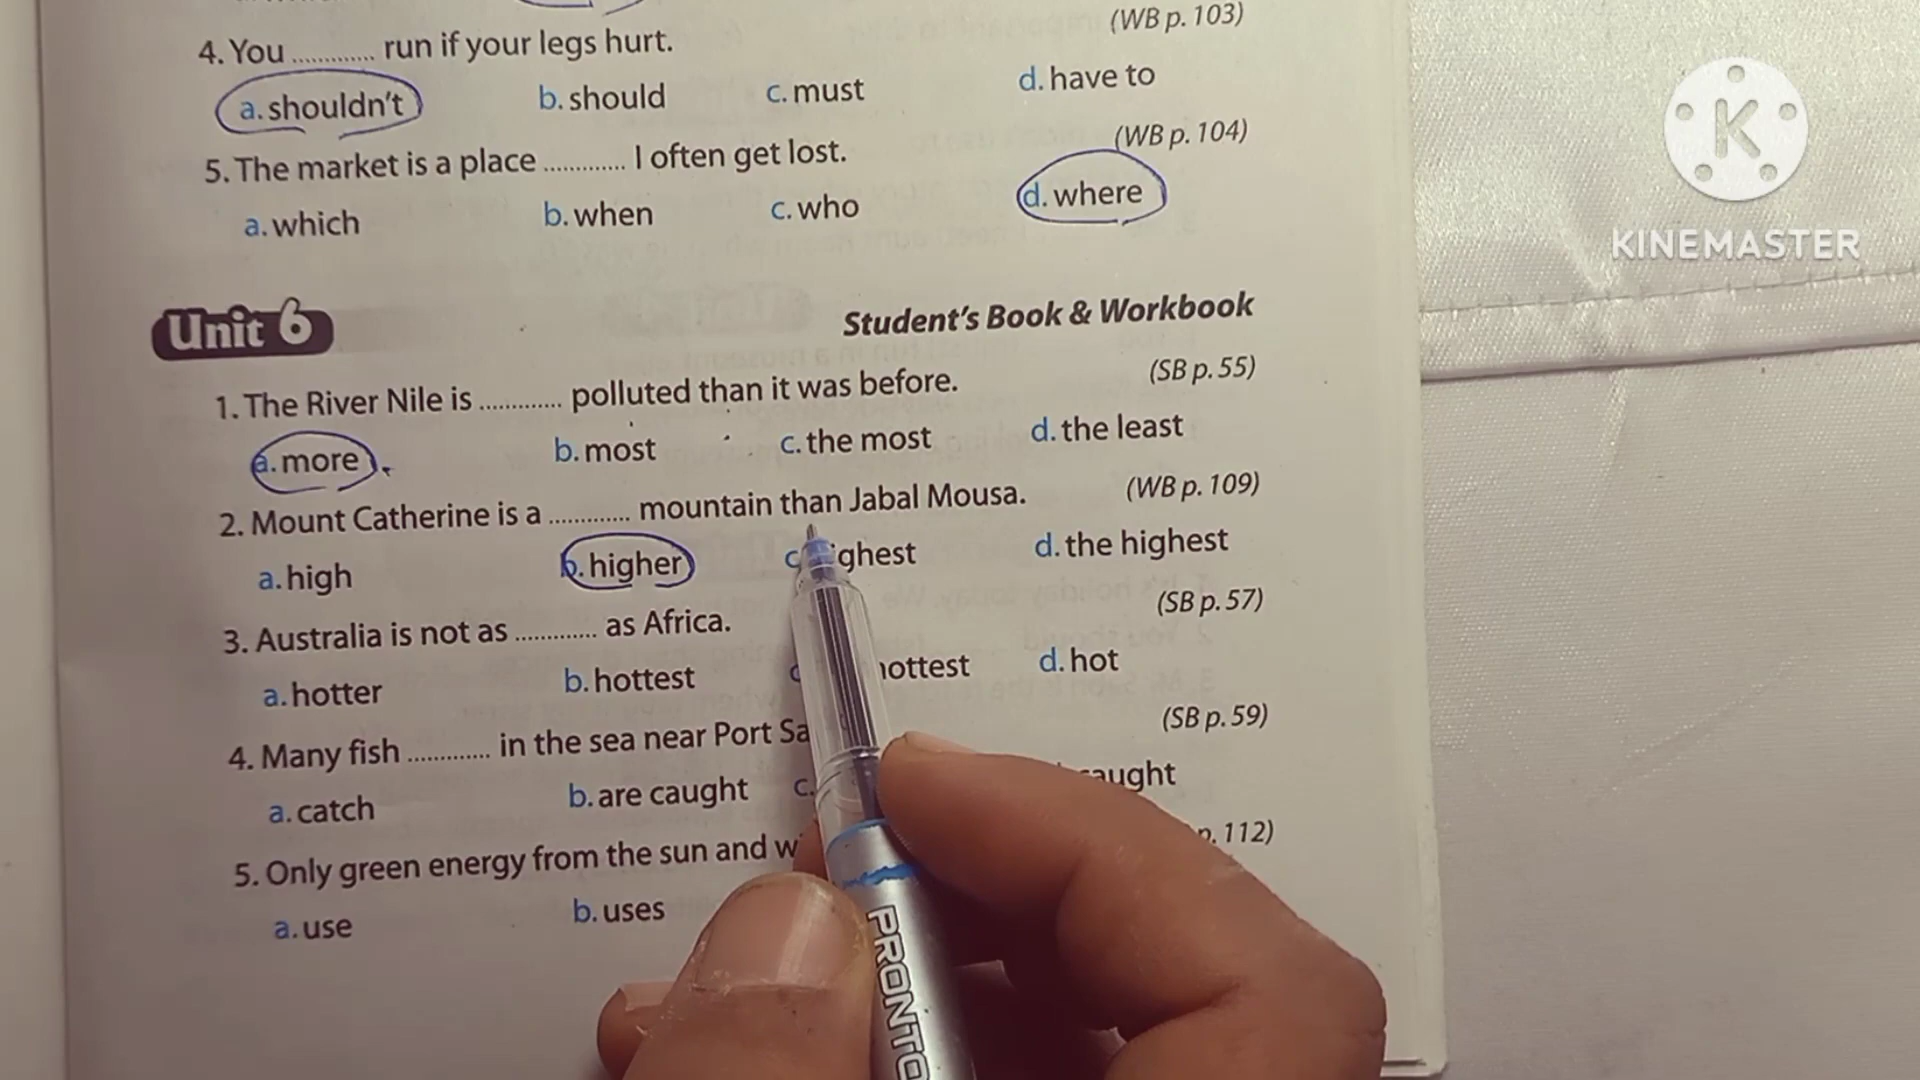 (WB p. 103)
4. You ............ run if your legs hurt.
a. shouldn't b. should c. must d. have to
(WB p. 104)
5. The market is a place ............ I often get lost.
a. which b. when c. who d. where
Unit 6 Student's Book & Workbook
(SB p. 55)
1. The River Nile is ............ polluted than it was before.
a. more b. most c. the most d. the least
2. Mount Catherine is a ............ mountain than Jabal Mousa. (WB p. 109)
a. high b. higher c. ighest d. the highest
(SB p. 57)
3. Australia is not as ............ as Africa.
a. hotter b. hottest hottest d. hot
(SB p. 59)
4. Many fish ............ in the sea near Port Sa
a. catch b. are caught c. caught
p. 112)
5. Only green energy from the sun and w
a. use b. uses
PRONTO
K
KINEMASTER